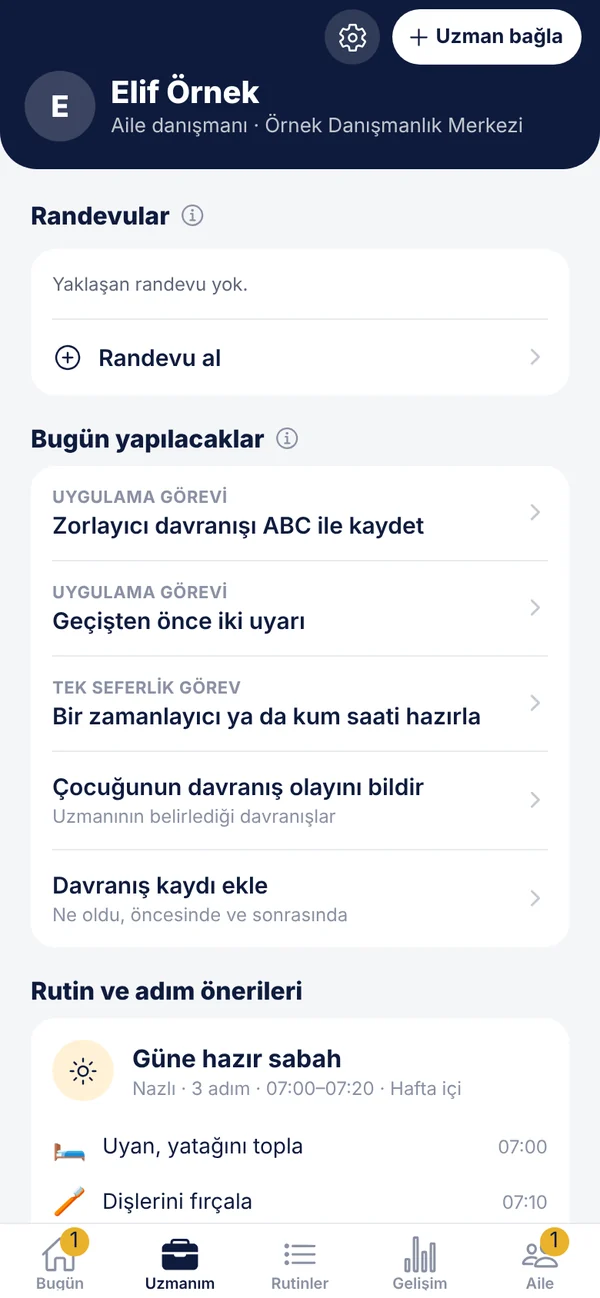 Uzman bağla
E
Elif Örnek
Aile danışmanı · Örnek Danışmanlık Merkezi
Randevular
Yaklaşan randevu yok.
Randevu al
Bugün yapılacaklar
UYGULAMA GÖREVİ
Zorlayıcı davranışı ABC ile kaydet
UYGULAMA GÖREVİ
Geçişten önce iki uyarı
TEK SEFERLİK GÖREV
Bir zamanlayıcı ya da kum saati hazırla
Çocuğunun davranış olayını bildir
Uzmanının belirlediği davranışlar
Davranış kaydı ekle
Ne oldu, öncesinde ve sonrasında
Rutin ve adım önerileri
Güne hazır sabah
Nazlı · 3 adım · 07:00–07:20 · Hafta içi
Uyan, yatağını topla 07:00
Dişlerini fırçala 07:10
1 1
Bugün Uzmanım Rutinler Gelişim Aile